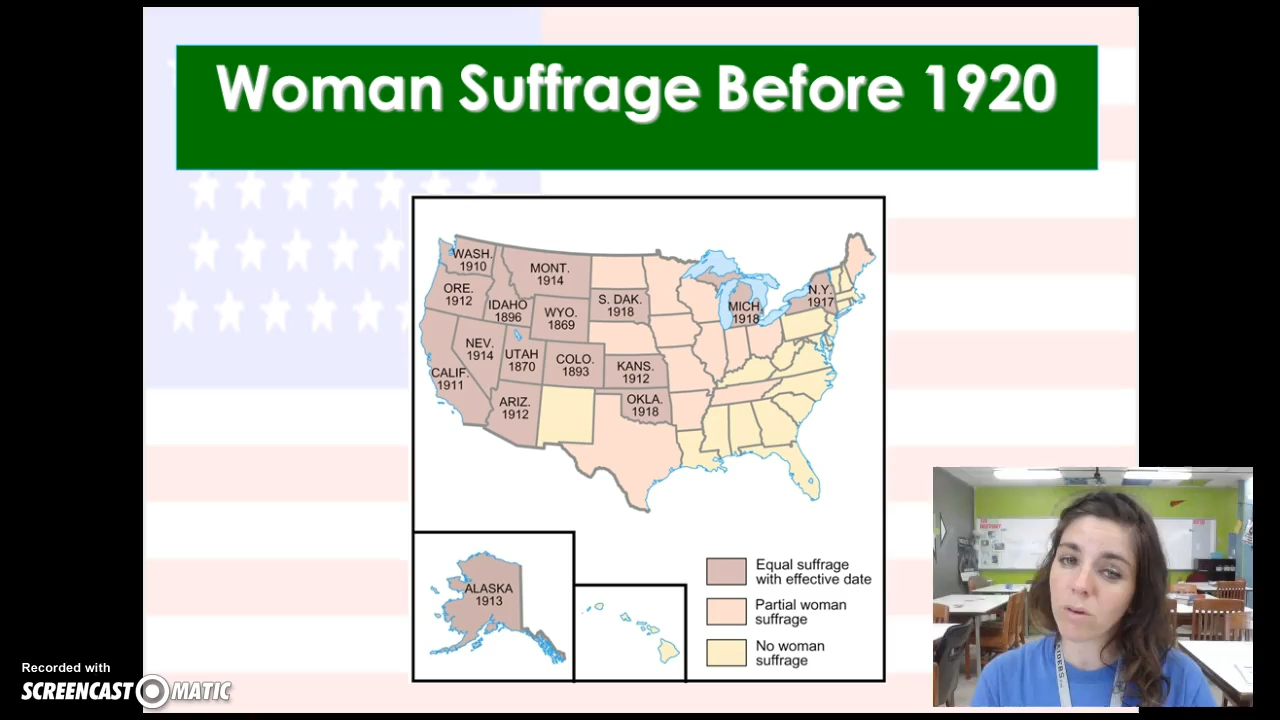 Woman Suffrage Before 1920
WASH.
1910
MONT.
1914
ORE.
1912
IDAHO
1896
WYO.
1869
S. DAK.
1918
MICH.
1918
N.Y.
1917
NEV.
1914
UTAH
1870
COLO.
1893
KANS.
1912
CALIF.
1911
ARIZ.
1912
OKLA.
1918
ALASKA
1913
Equal suffrage
with effective date
Partial woman
suffrage
No woman
suffrage
Recorded with
SCREENCAST MATIC